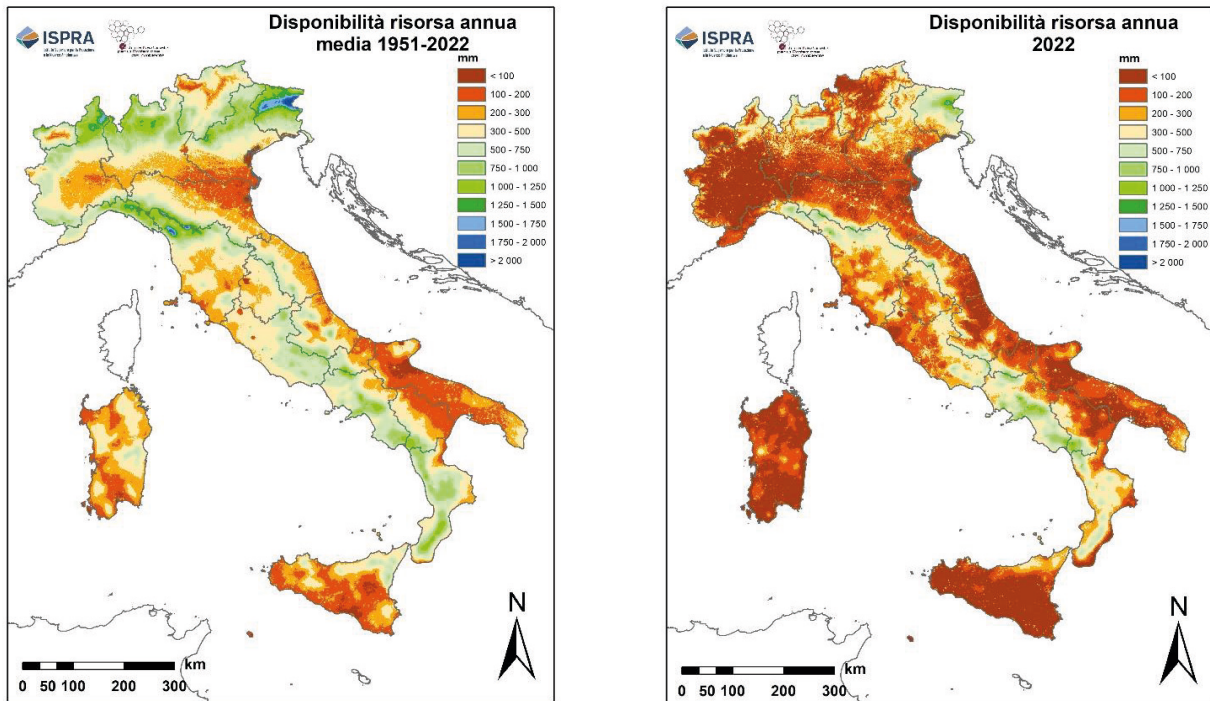 Disponibilità risorsa annua
media 1951-2022
ISPRA
mm
< 100
100 - 200
200 - 300
300 - 500
500 - 750
750 - 1 000
1 000 - 1 250
1 250 - 1 500
1 500 - 1 750
1 750 - 2 000
> 2 000
N
km
0 50 100 200 300
Disponibilità risorsa annua
2022
ISPRA
mm
< 100
100 - 200
200 - 300
300 - 500
500 - 750
750 - 1 000
1 000 - 1 250
1 250 - 1 500
1 500 - 1 750
1 750 - 2 000
> 2 000
N
km
0 50 100 200 300